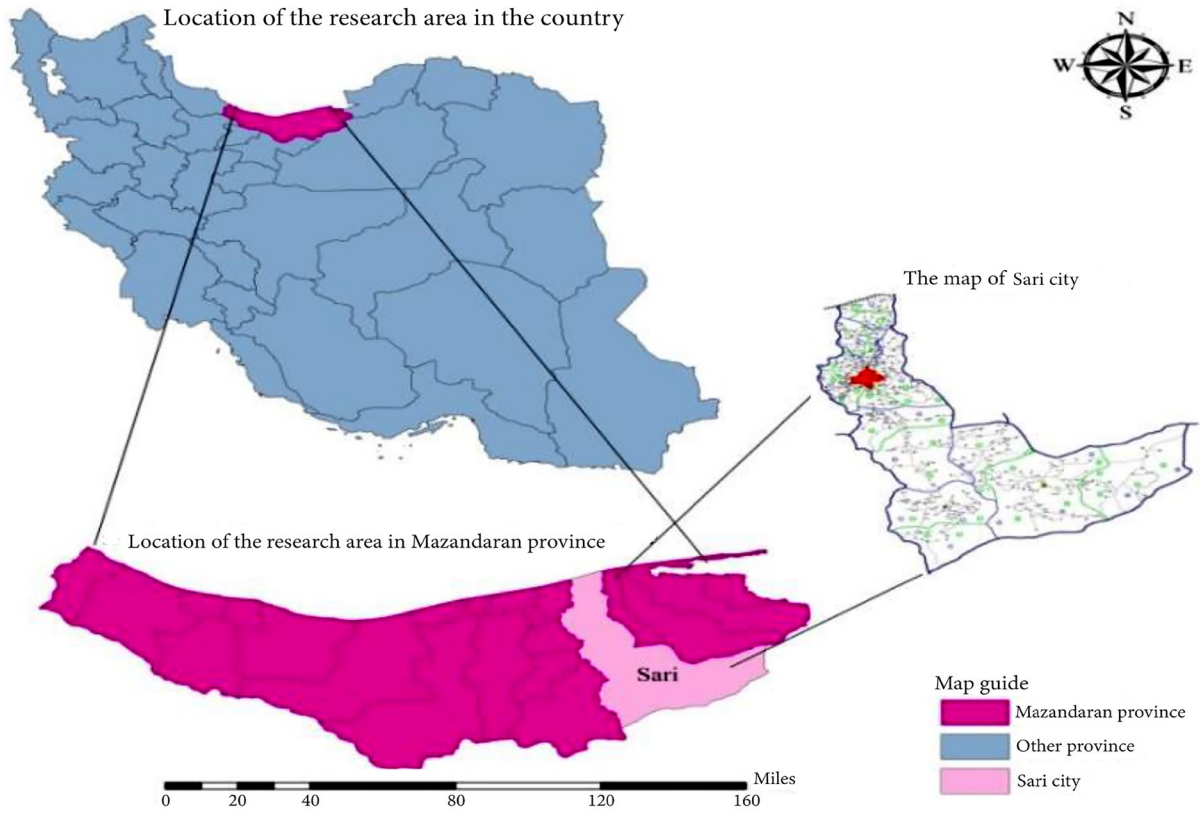 Location of the research area in the country
N
W
E
S
The map of Sari city
Location of the research area in Mazandaran province
Sari
Map guide
Mazandaran province
Other province
Sari city
Miles
0 20 40 80 120 160